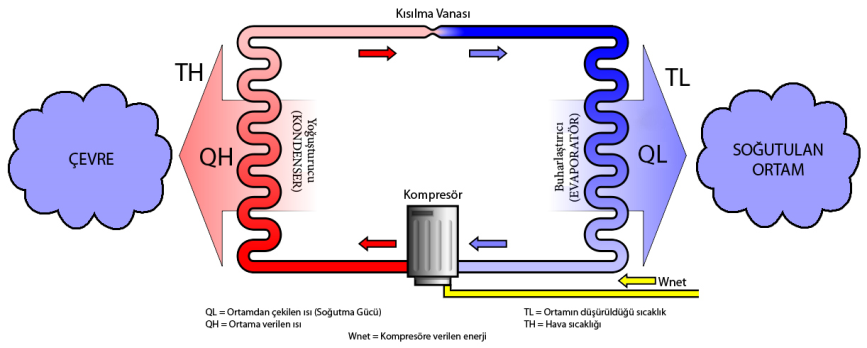 Kısılma Vanası
TH
TL
ÇEVRE
QH
Yoğuşturucu
(KONDENSER)
Buharlaştırıcı
(EVAPORATÖR)
QL
SOĞUTULAN
ORTAM
Kompresör
Wnet
QL = Ortamdan çekilen ısı (Soğutma Gücü)
QH = Ortama verilen ısı
TL = Ortamın düşürüldüğü sıcaklık
TH = Hava sıcaklığı
Wnet = Kompresöre verilen enerji